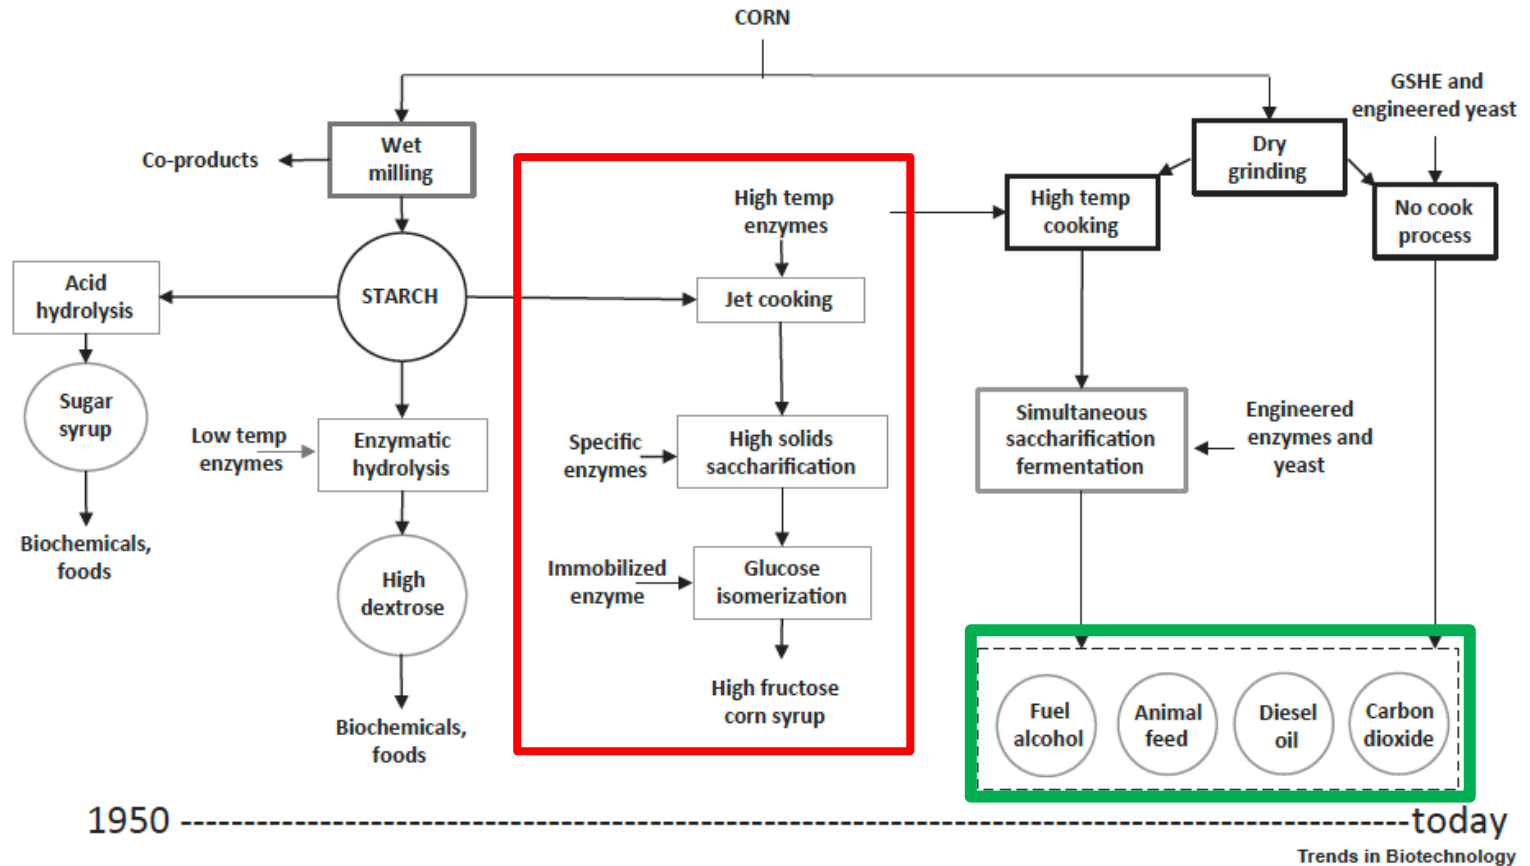 CORN
GSHE and
engineered yeast
Wet
milling
Co-products
Dry
grinding
High temp
enzymes
High temp
cooking
No cook
process
Acid
hydrolysis
STARCH
Jet cooking
Sugar
syrup
Low temp
enzymes
Enzymatic
hydrolysis
Specific
enzymes
High solids
saccharification
Simultaneous
saccharification
fermentation
Engineered
enzymes and
yeast
Biochemicals,
foods
High
dextrose
Immobilized
enzyme
Glucose
isomerization
High fructose
corn syrup
Biochemicals,
foods
Fuel
alcohol
Animal
feed
Diesel
oil
Carbon
dioxide
1950 ---------- today
Trends in Biotechnology